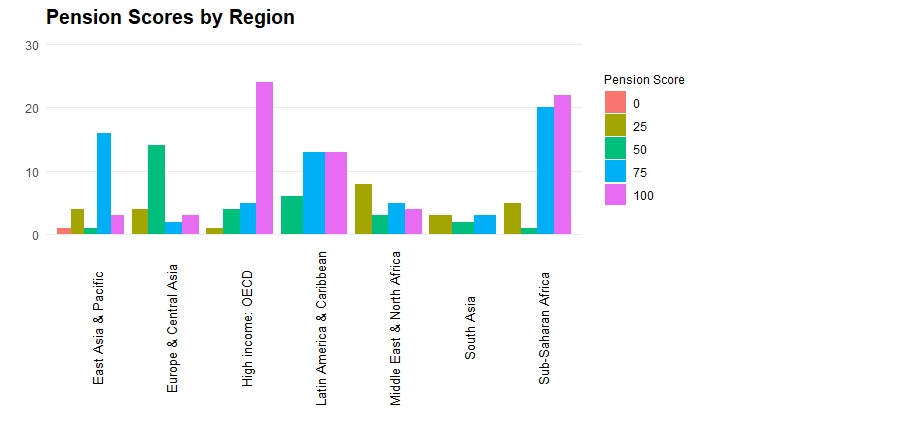 Pension Scores by Region
30
20
10
0
East Asia & Pacific
Europe & Central Asia
High income: OECD
Latin America & Caribbean
Middle East & North Africa
South Asia
Sub-Saharan Africa
Pension Score
0
25
50
75
100